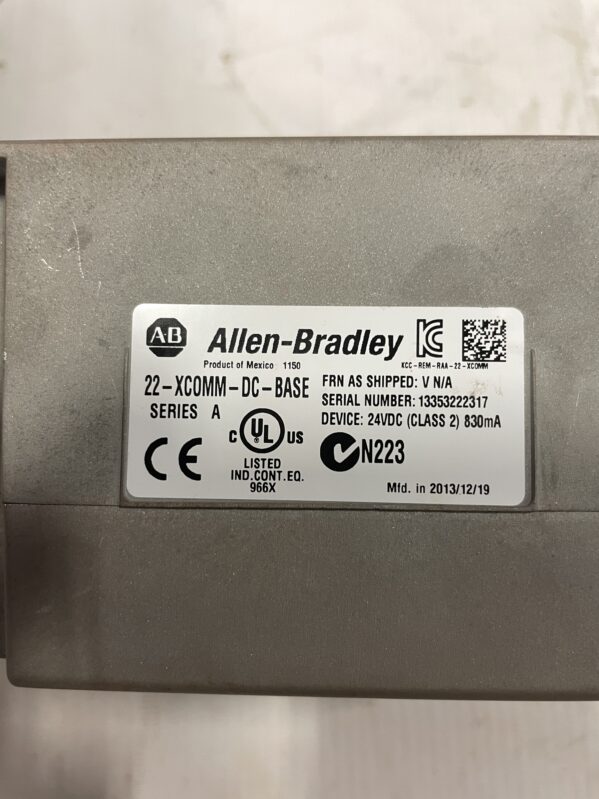 AB Allen-Bradley
Product of Mexico 1150
KCC-REM-RAA-22-XCOMM
22-XCOMM-DC-BASE
SERIES A
FRN AS SHIPPED: V N/A
SERIAL NUMBER: 13353222317
DEVICE: 24VDC (CLASS 2) 830mA
C UL US
LISTED
IND.CONT.EQ.
966X
CE
N223
Mfd. in 2013/12/19